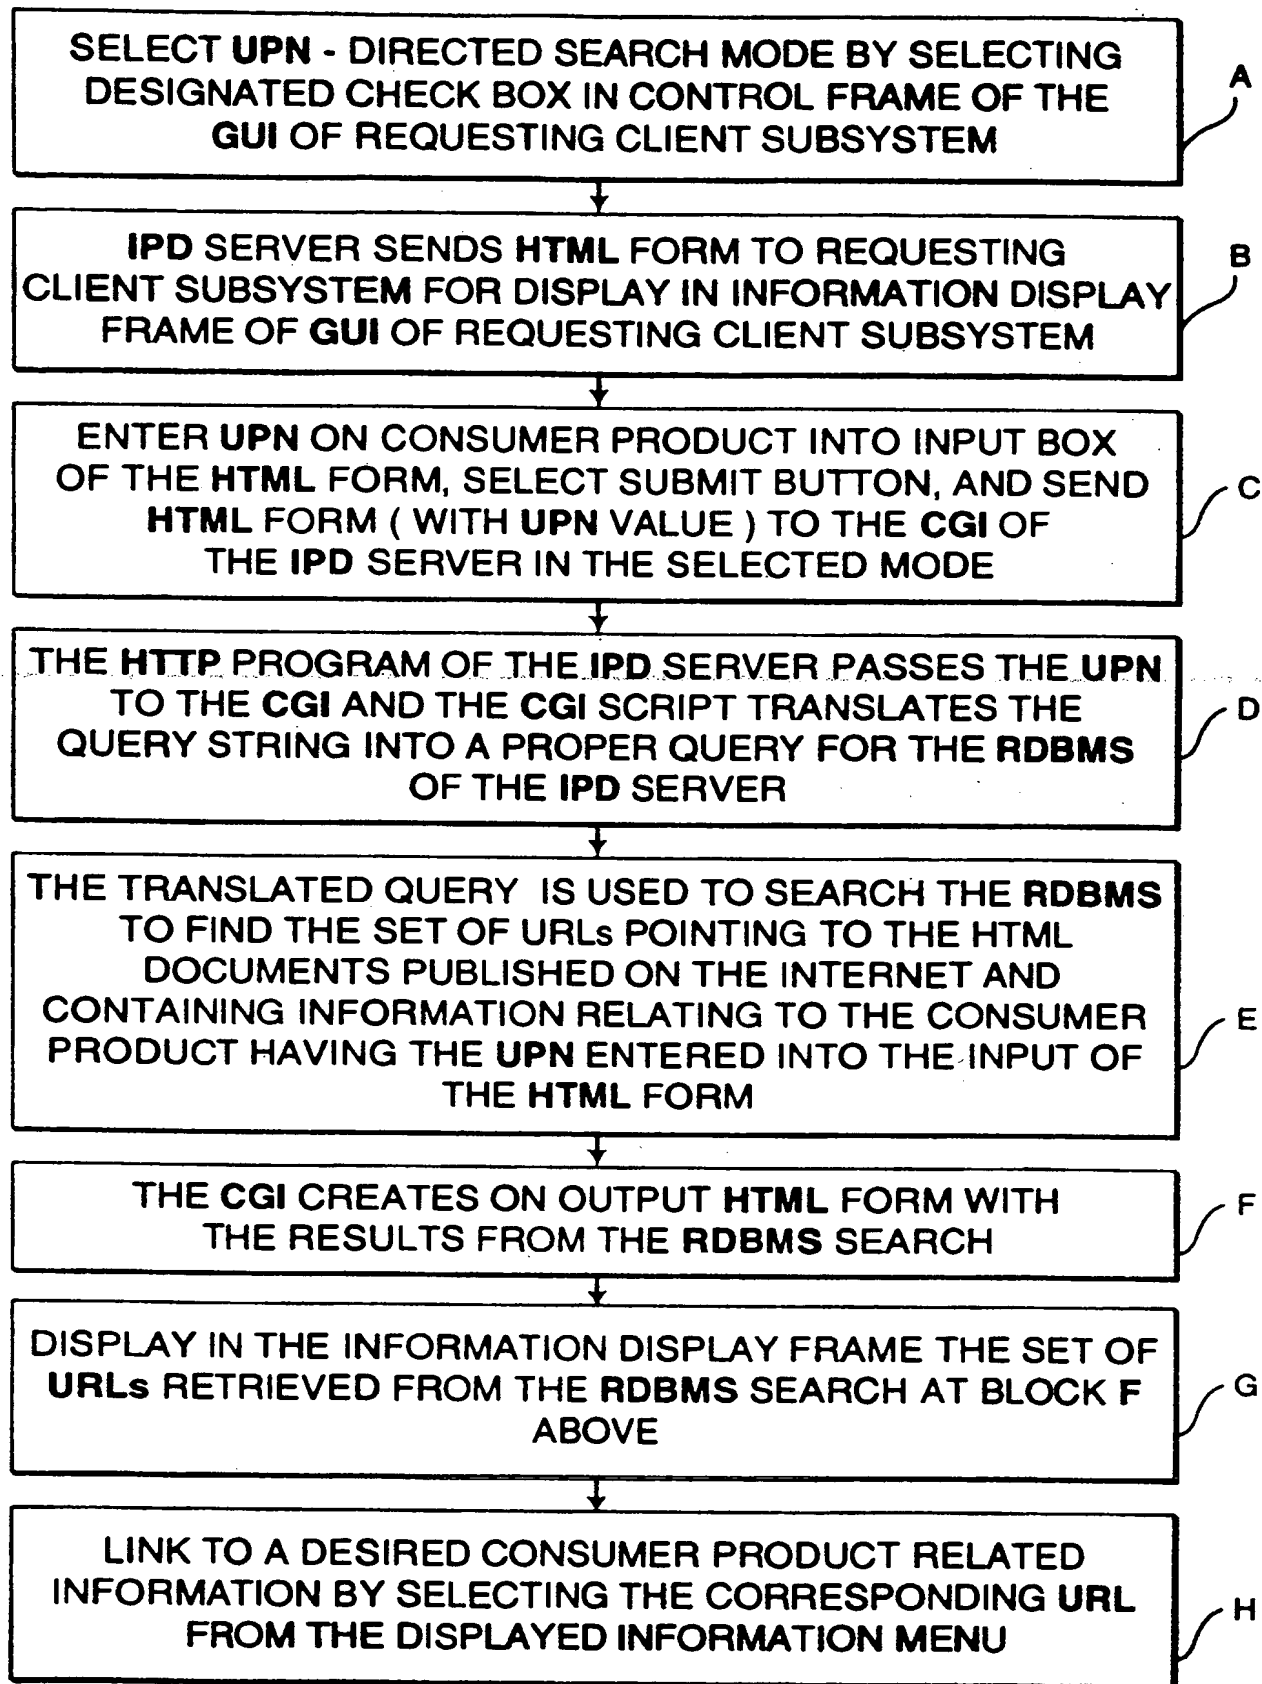 SELECT UPN - DIRECTED SEARCH MODE BY SELECTING
DESIGNATED CHECK BOX IN CONTROL FRAME OF THE
GUI OF REQUESTING CLIENT SUBSYSTEM
A
IPD SERVER SENDS HTML FORM TO REQUESTING
CLIENT SUBSYSTEM FOR DISPLAY IN INFORMATION DISPLAY
FRAME OF GUI OF REQUESTING CLIENT SUBSYSTEM
B
ENTER UPN ON CONSUMER PRODUCT INTO INPUT BOX
OF THE HTML FORM, SELECT SUBMIT BUTTON, AND SEND
HTML FORM ( WITH UPN VALUE ) TO THE CGI OF
THE IPD SERVER IN THE SELECTED MODE
C
THE HTTP PROGRAM OF THE IPD SERVER PASSES THE UPN
TO THE CGI AND THE CGI SCRIPT TRANSLATES THE
QUERY STRING INTO A PROPER QUERY FOR THE RDBMS
OF THE IPD SERVER
D
THE TRANSLATED QUERY IS USED TO SEARCH THE RDBMS
TO FIND THE SET OF URLs POINTING TO THE HTML
DOCUMENTS PUBLISHED ON THE INTERNET AND
CONTAINING INFORMATION RELATING TO THE CONSUMER
PRODUCT HAVING THE UPN ENTERED INTO THE INPUT OF
THE HTML FORM
E
THE CGI CREATES ON OUTPUT HTML FORM WITH
THE RESULTS FROM THE RDBMS SEARCH
F
DISPLAY IN THE INFORMATION DISPLAY FRAME THE SET OF
URLs RETRIEVED FROM THE RDBMS SEARCH AT BLOCK F
ABOVE
G
LINK TO A DESIRED CONSUMER PRODUCT RELATED
INFORMATION BY SELECTING THE CORRESPONDING URL
FROM THE DISPLAYED INFORMATION MENU
H